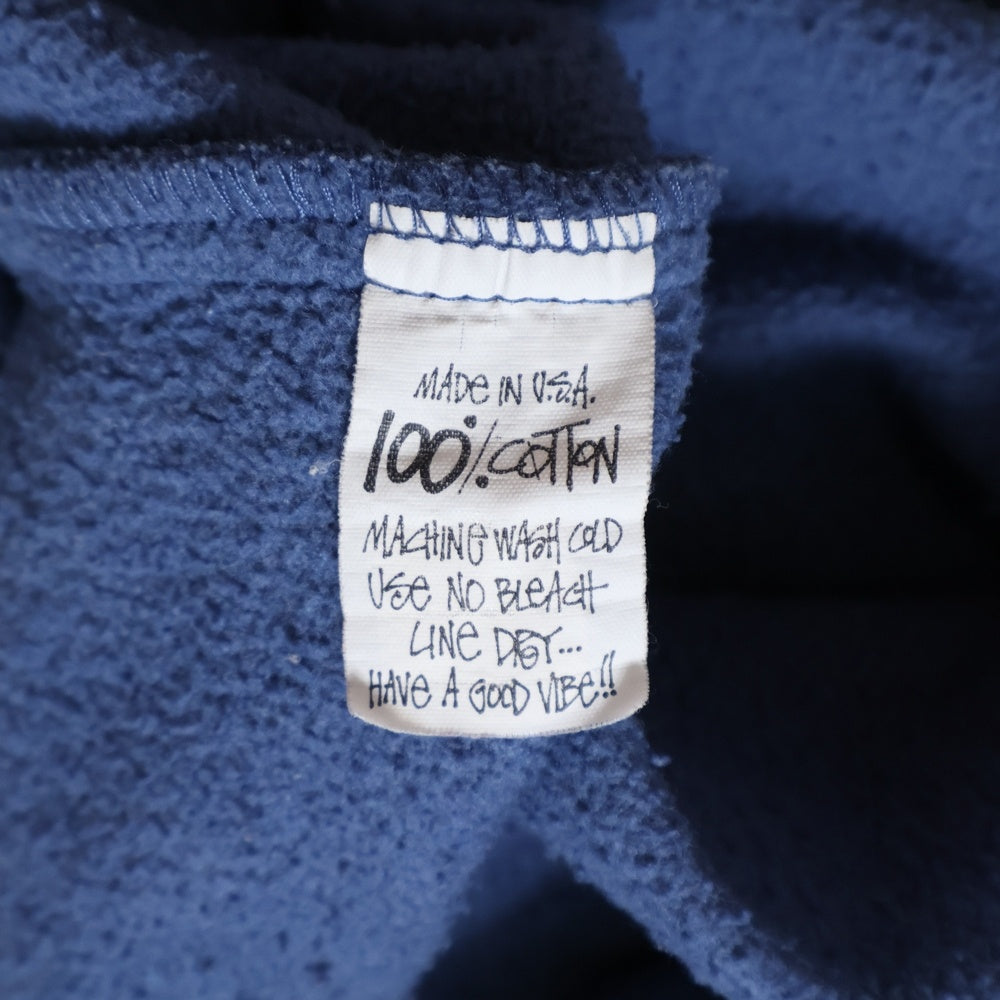 MADE IN U.S.A.
100% COTTON
MACHINE WASH COLD
USE NO BLEACH
LINE DRY...
HAVE A GOOD VIBE!!